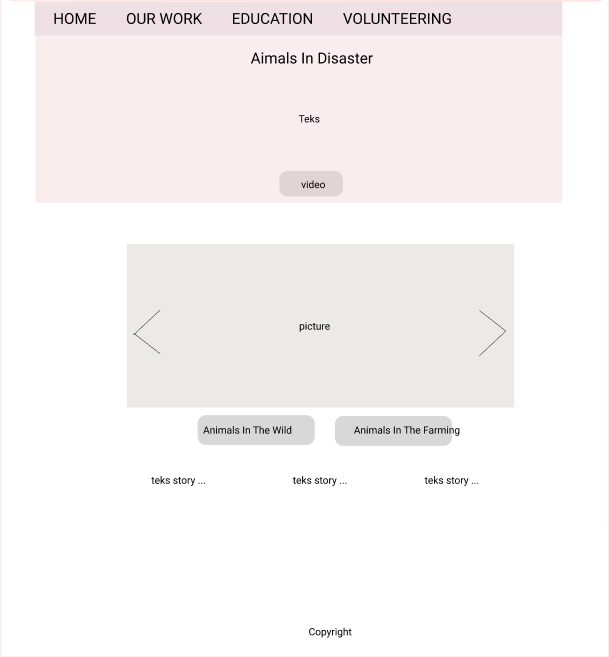 HOME OUR WORK EDUCATION VOLUNTEERING
Aimals In Disaster
Teks
video
picture
Animals In The Wild Animals In The Farming
teks story ... teks story ... teks story ...
Copyright